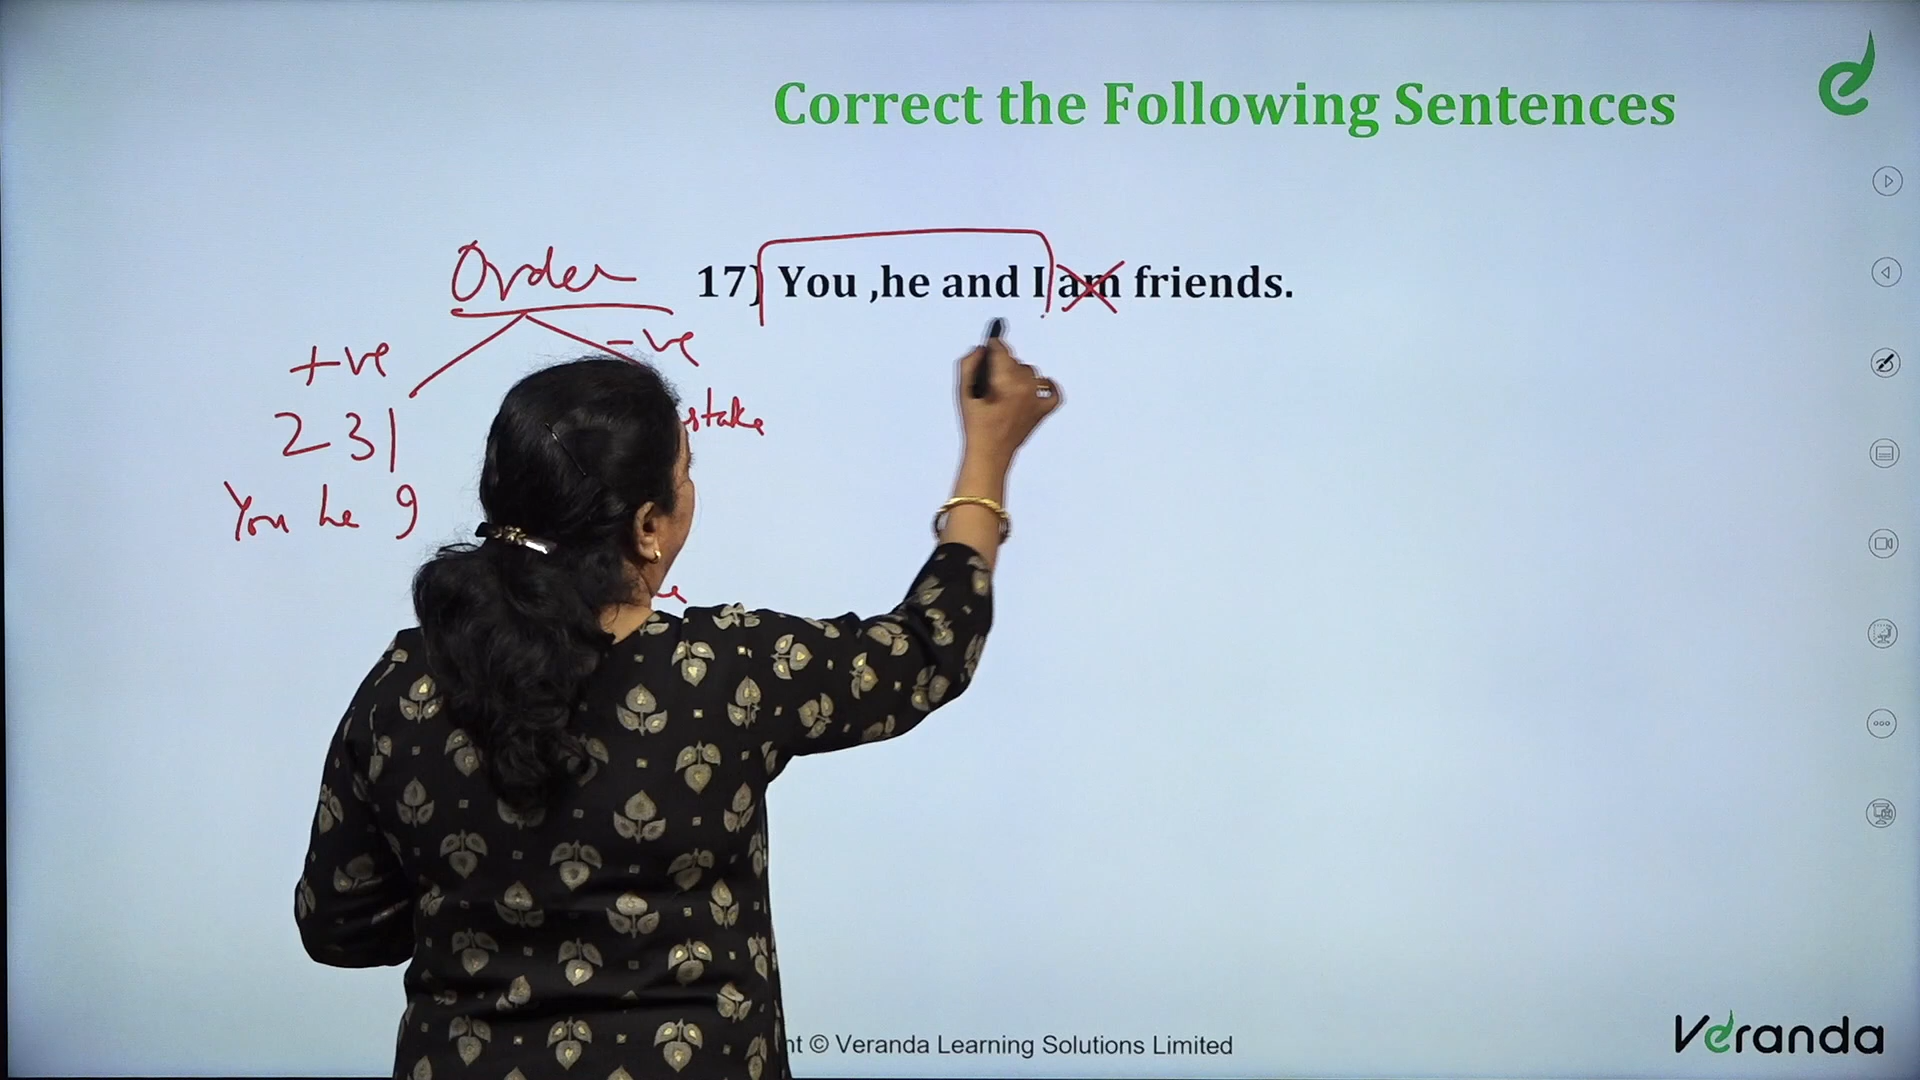 Correct the Following Sentences
Order
17) You ,he and I am friends.
+ve
-ve
231
stake
You he I
© Veranda Learning Solutions Limited
Veranda